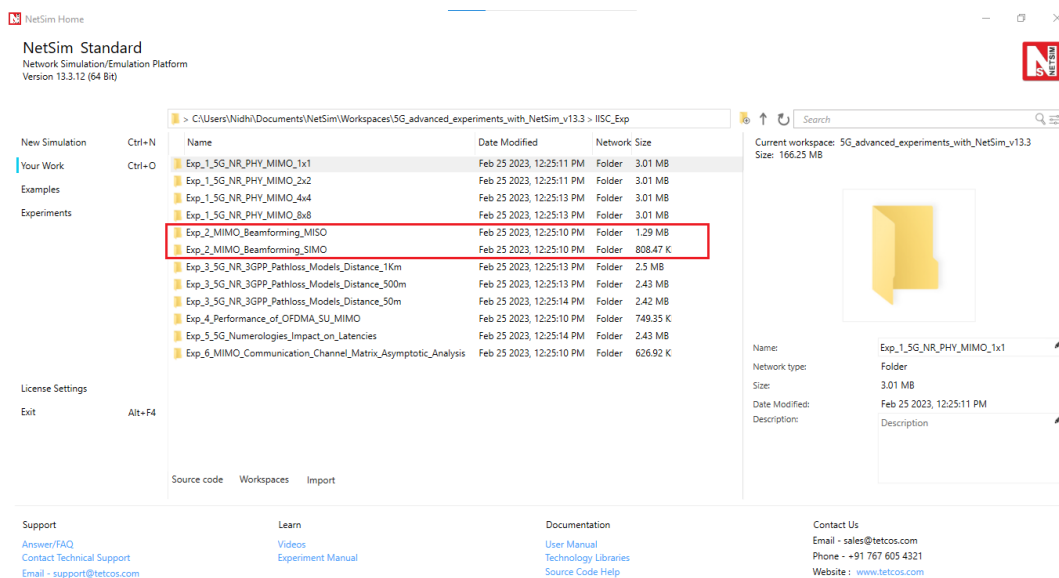 NetSim Home
NetSim Standard
Network Simulation/Emulation Platform
Version 13.3.12 (64 Bit)
NETSIM
> C:\Users\Nidhi\Documents\NetSim\Workspaces\5G_advanced_experiments_with_NetSim_v13.3 > IISC_Exp
Search
New Simulation Ctrl+N
Your Work Ctrl+O
Examples
Experiments
License Settings
Exit Alt+F4
Name Date Modified Network Size
Exp_1_5G_NR_PHY_MIMO_1x1 Feb 25 2023, 12:25:11 PM Folder 3.01 MB
Exp_1_5G_NR_PHY_MIMO_2x2 Feb 25 2023, 12:25:11 PM Folder 3.01 MB
Exp_1_5G_NR_PHY_MIMO_4x4 Feb 25 2023, 12:25:13 PM Folder 3.01 MB
Exp_1_5G_NR_PHY_MIMO_8x8 Feb 25 2023, 12:25:13 PM Folder 3.01 MB
Exp_2_MIMO_Beamforming_MISO Feb 25 2023, 12:25:10 PM Folder 1.29 MB
Exp_2_MIMO_Beamforming_SIMO Feb 25 2023, 12:25:10 PM Folder 808.47 K
Exp_3_5G_NR_3GPP_Pathloss_Models_Distance_1Km Feb 25 2023, 12:25:13 PM Folder 2.5 MB
Exp_3_5G_NR_3GPP_Pathloss_Models_Distance_500m Feb 25 2023, 12:25:13 PM Folder 2.43 MB
Exp_3_5G_NR_3GPP_Pathloss_Models_Distance_50m Feb 25 2023, 12:25:14 PM Folder 2.42 MB
Exp_4_Performance_of_OFDMA_SU_MIMO Feb 25 2023, 12:25:10 PM Folder 749.35 K
Exp_5_5G_Numerologies_Impact_on_Latencies Feb 25 2023, 12:25:14 PM Folder 2.43 MB
Exp_6_MIMO_Communication_Channel_Matrix_Asymptotic_Analysis Feb 25 2023, 12:25:10 PM Folder 626.92 K
Source code Workspaces Import
Current workspace: 5G_advanced_experiments_with_NetSim_v13.3
Size: 166.25 MB
Name: Exp_1_5G_NR_PHY_MIMO_1x1
Network type: Folder
Size: 3.01 MB
Date Modified: Feb 25 2023, 12:25:11 PM
Description: Description
Support
Answer/FAQ
Contact Technical Support
Email - support@tetcos.com
Learn
Videos
Experiment Manual
Documentation
User Manual
Technology Libraries
Source Code Help
Contact Us
Email - sales@tetcos.com
Phone - +91 767 605 4321
Website : www.tetcos.com